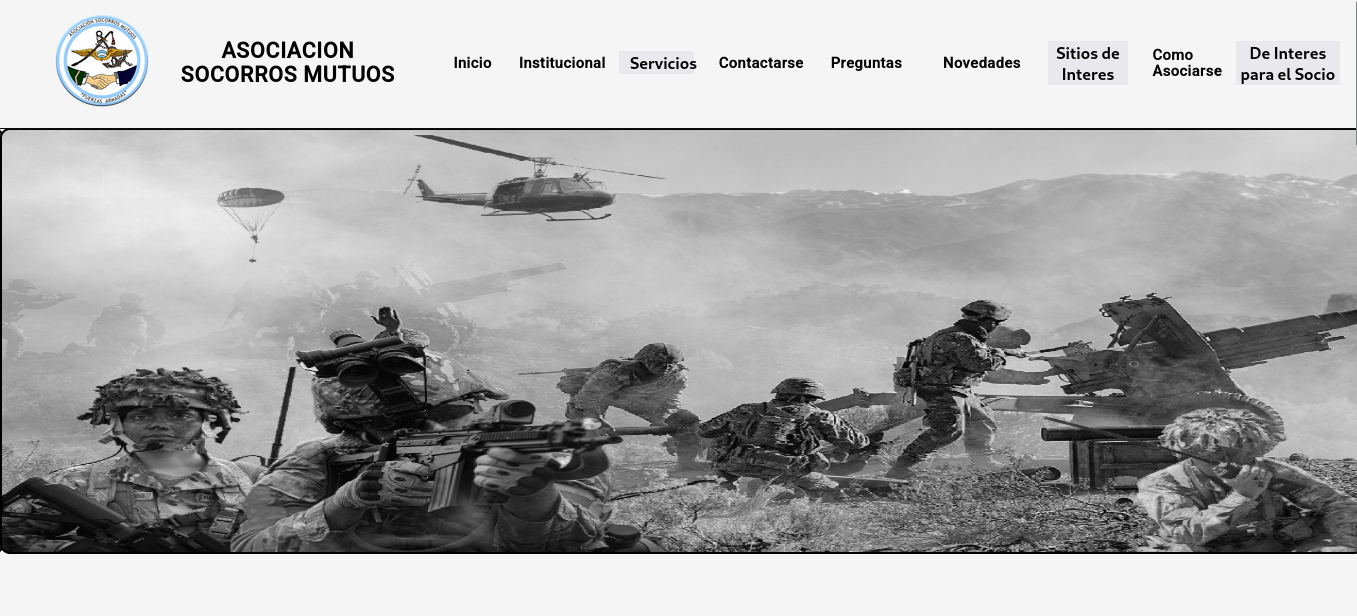 ASOCIACIÓN SOCORROS MUTUOS
"FUERZAS ARMADAS"
ASOCIACION
SOCORROS MUTUOS
Inicio
Institucional
Servicios
Contactarse
Preguntas
Novedades
Sitios de
Interes
Como
Asociarse
De Interes
para el Socio